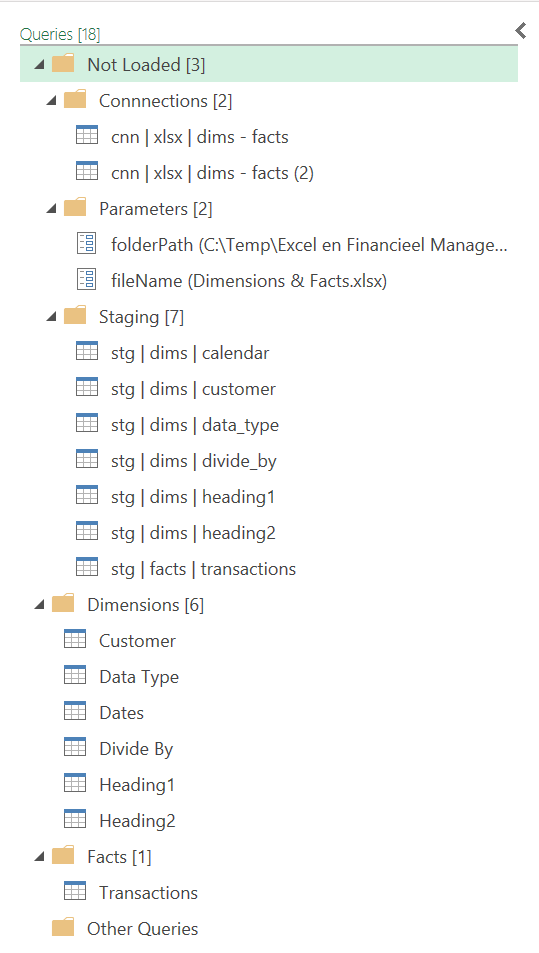 Queries [18]
Not Loaded [3]
Connnections [2]
cnn | xlsx | dims - facts
cnn | xlsx | dims - facts (2)
Parameters [2]
folderPath (C:\Temp\Excel en Financieel Manage...
fileName (Dimensions & Facts.xlsx)
Staging [7]
stg | dims | calendar
stg | dims | customer
stg | dims | data_type
stg | dims | divide_by
stg | dims | heading1
stg | dims | heading2
stg | facts | transactions
Dimensions [6]
Customer
Data Type
Dates
Divide By
Heading1
Heading2
Facts [1]
Transactions
Other Queries